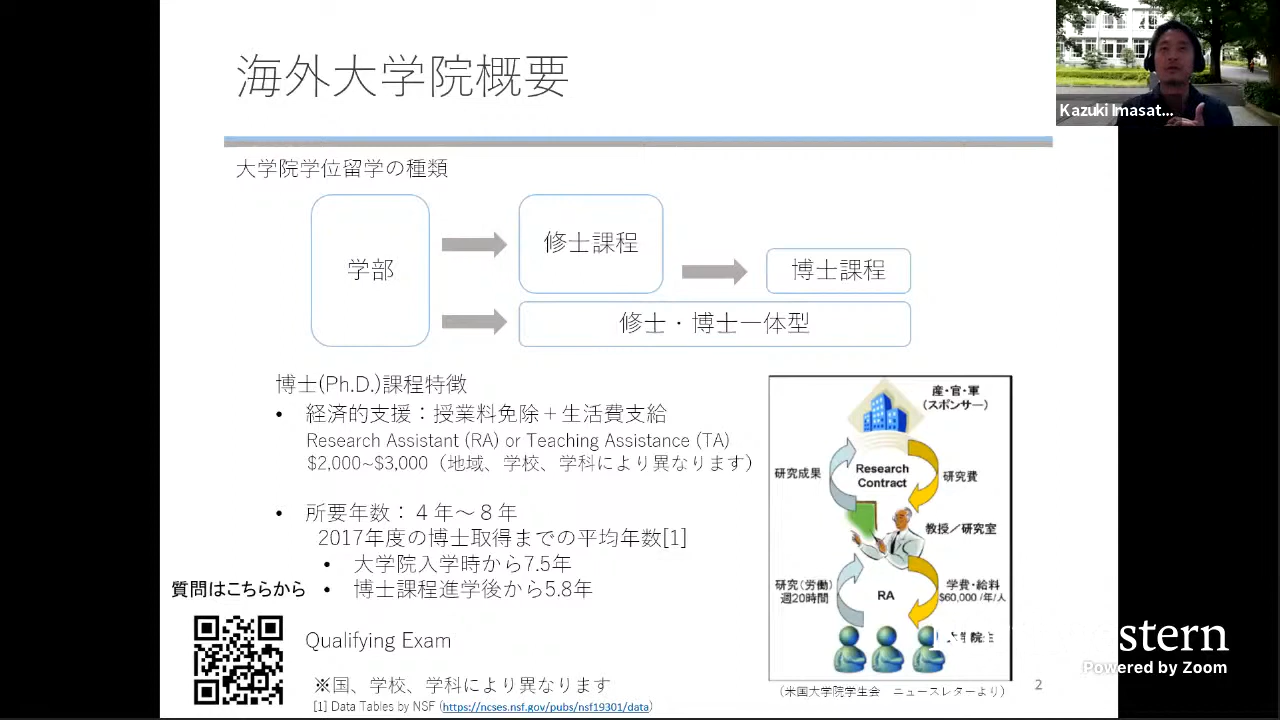 海外大学院概要
Kazuki Imasat...
大学院学位留学の種類
学部
修士課程
博士課程
修士・博士一体型
博士(Ph.D.)課程特徴
• 経済的支援：授業料免除＋生活費支給
Research Assistant (RA) or Teaching Assistance (TA)
$2,000~$3,000（地域、学校、学科により異なります）
• 所要年数：４年～８年
2017年度の博士取得までの平均年数[1]
• 大学院入学時から7.5年
• 博士課程進学後から5.8年
質問はこちらから
Qualifying Exam
※国、学校、学科により異なります
[1] Data Tables by NSF (https://ncses.nsf.gov/pubs/nsf19301/data)
産・官・軍
（スポンサー）
研究成果
Research
Contract
研究費
教授／研究室
研究（労働）
週20時間
RA
学費・給料
$60,000 /年/人
院生
（米国大学院学生会　ニュースレターより）
2
stern
Powered by Zoom